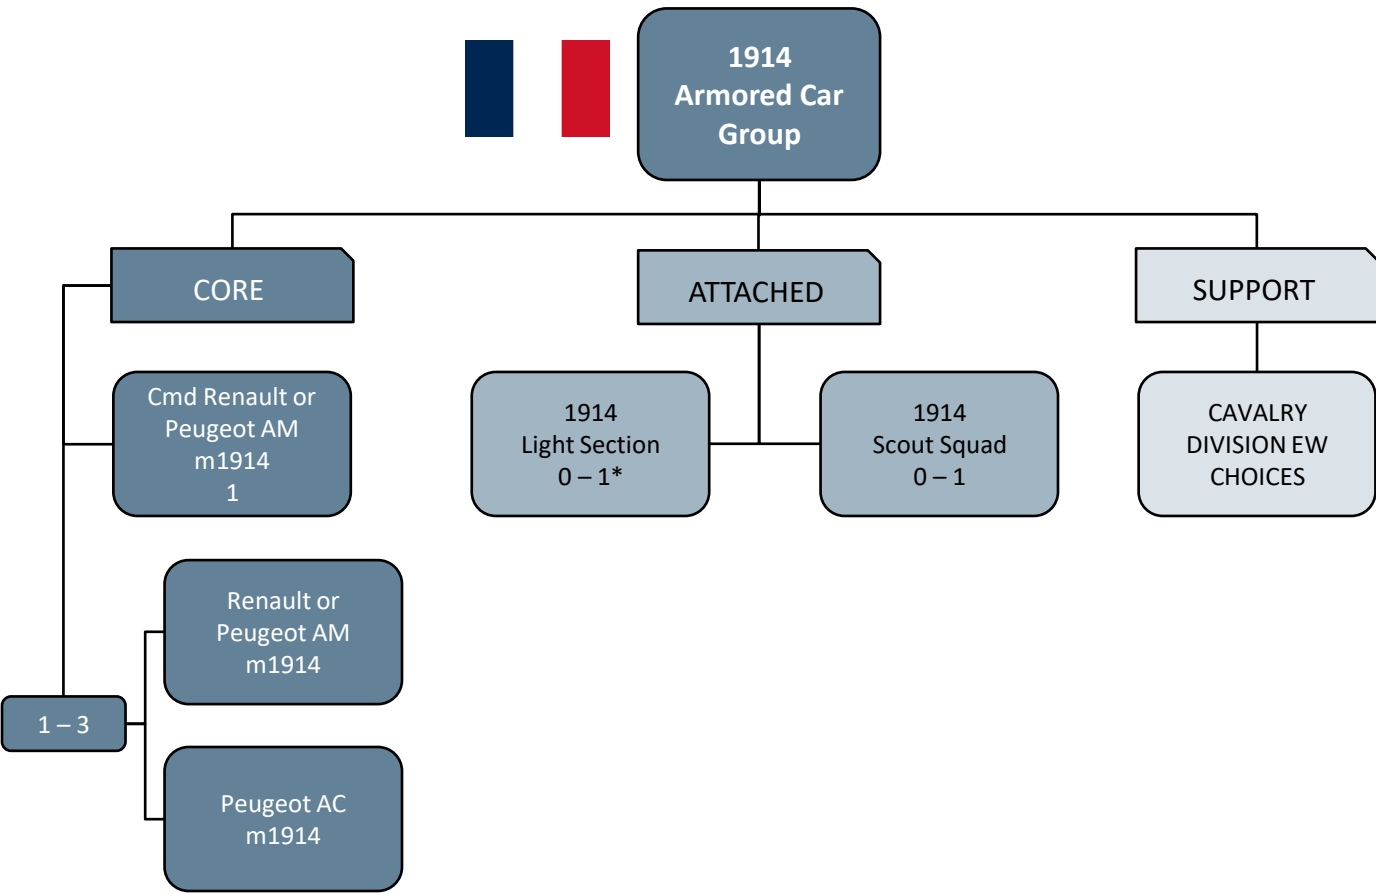 1914
Armored Car
Group
CORE
ATTACHED
SUPPORT
Cmd Renault or
Peugeot AM
m1914
1
1914
Light Section
0 – 1*
1914
Scout Squad
0 – 1
CAVALRY
DIVISION EW
CHOICES
Renault or
Peugeot AM
m1914
1 – 3
Peugeot AC
m1914